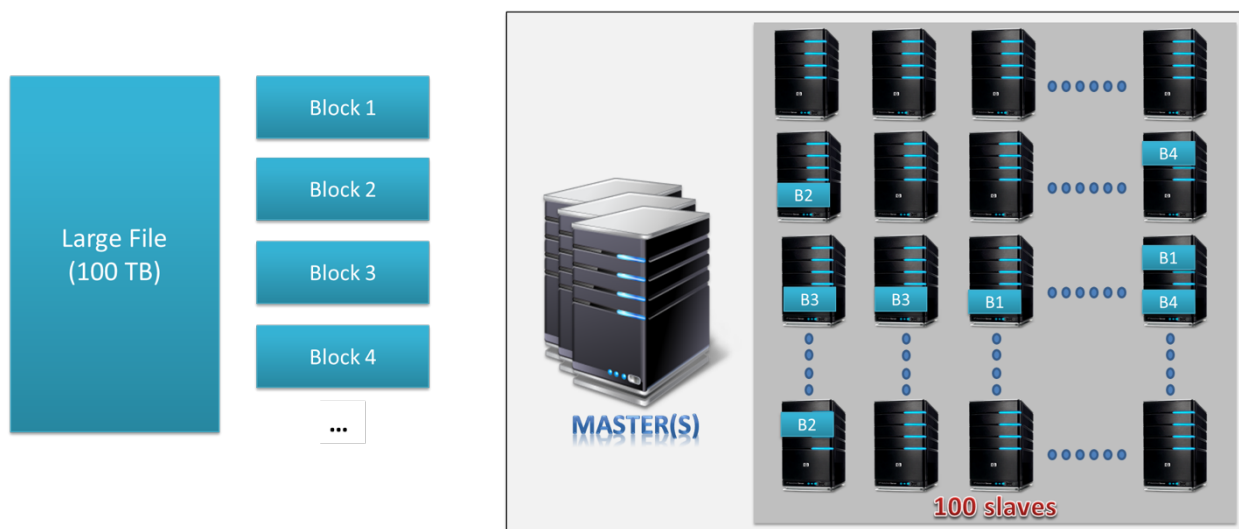 Large File
(100 TB)
Block 1
Block 2
Block 3
Block 4
...
MASTER(S)
B4
B2
B1
B3
B3
B1
B4
B2
100 slaves